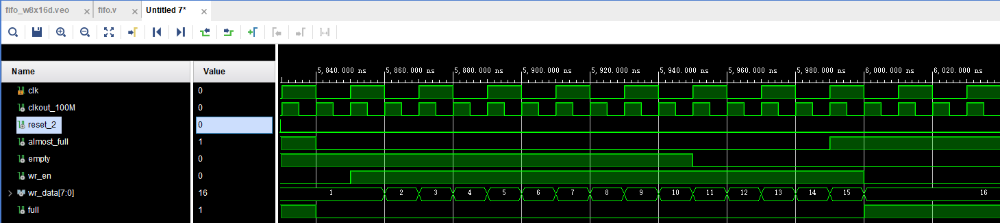 fifo_w8x16d.veo × fifo.v × Untitled 7* ×
Name Value
5,840.000 ns 5,860.000 ns 5,880.000 ns 5,900.000 ns 5,920.000 ns 5,940.000 ns 5,960.000 ns 5,980.000 ns 6,000.000 ns 6,020.000 ns
clk 0
clkout_100M 0
reset_2 0
almost_full 1
empty 0
wr_en 0
wr_data[7:0] 16 1 2 3 4 5 6 7 8 9 10 11 12 13 14 15 16
full 1